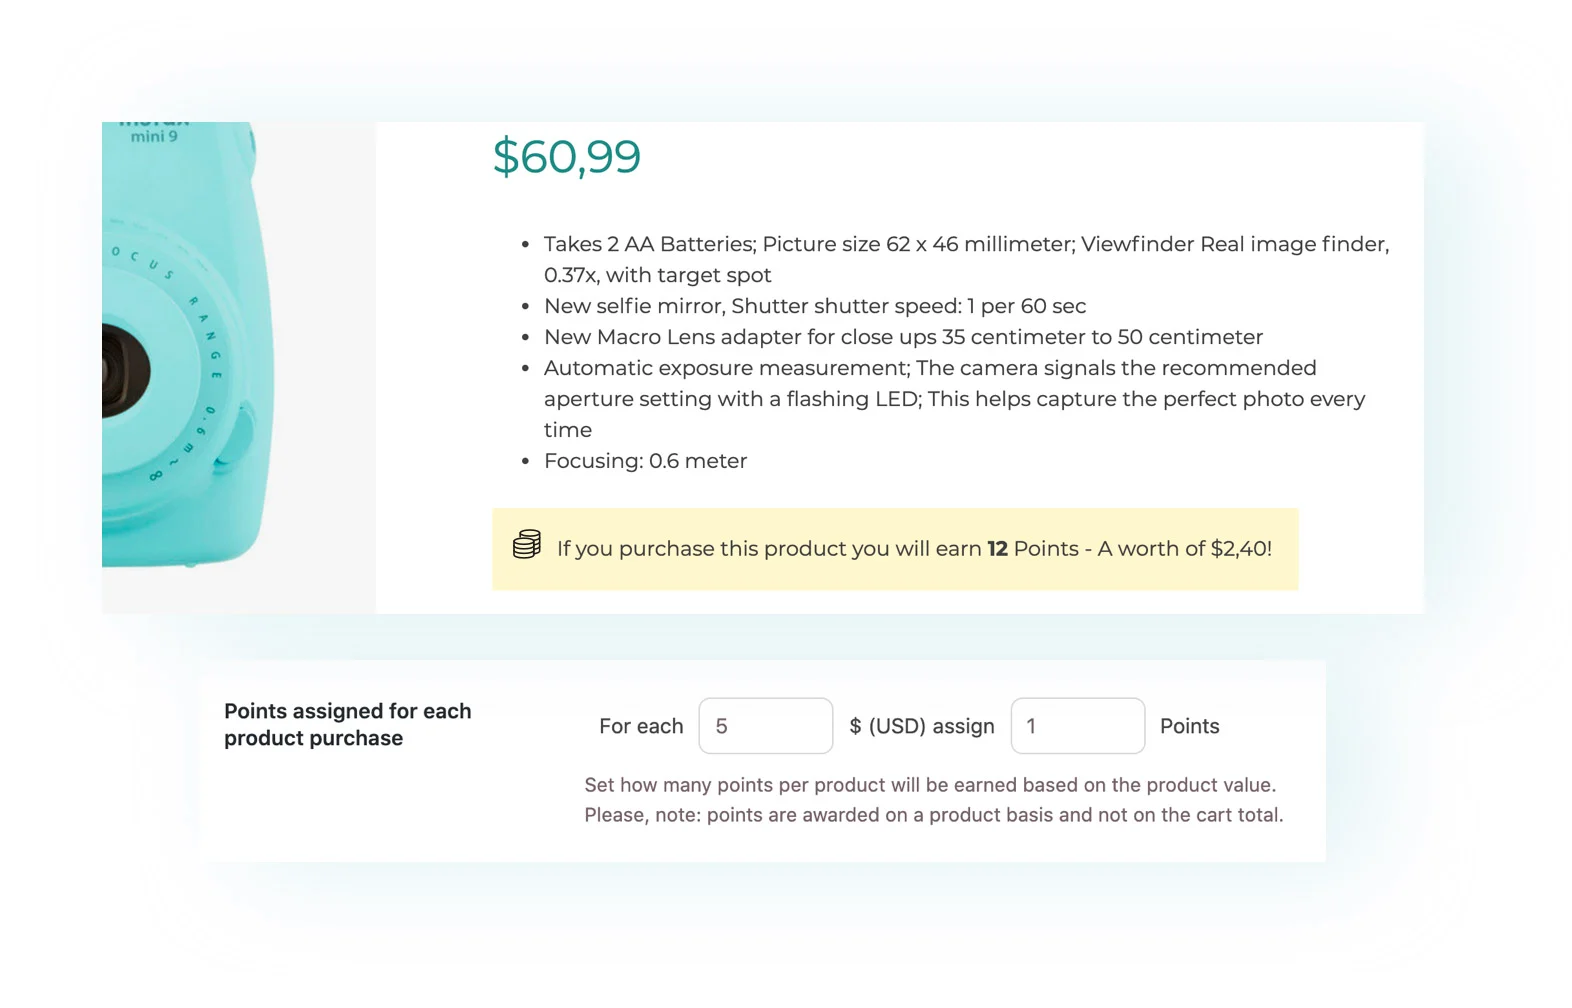 mini 9
$60,99
FOCUS RANGE 0.6 m ~ ∞
• Takes 2 AA Batteries; Picture size 62 x 46 millimeter; Viewfinder Real image finder,
0.37x, with target spot
• New selfie mirror, Shutter shutter speed: 1 per 60 sec
• New Macro Lens adapter for close ups 35 centimeter to 50 centimeter
• Automatic exposure measurement; The camera signals the recommended
aperture setting with a flashing LED; This helps capture the perfect photo every
time
• Focusing: 0.6 meter
If you purchase this product you will earn 12 Points - A worth of $2,40!
Points assigned for each
product purchase
For each 5 $ (USD) assign 1 Points
Set how many points per product will be earned based on the product value.
Please, note: points are awarded on a product basis and not on the cart total.